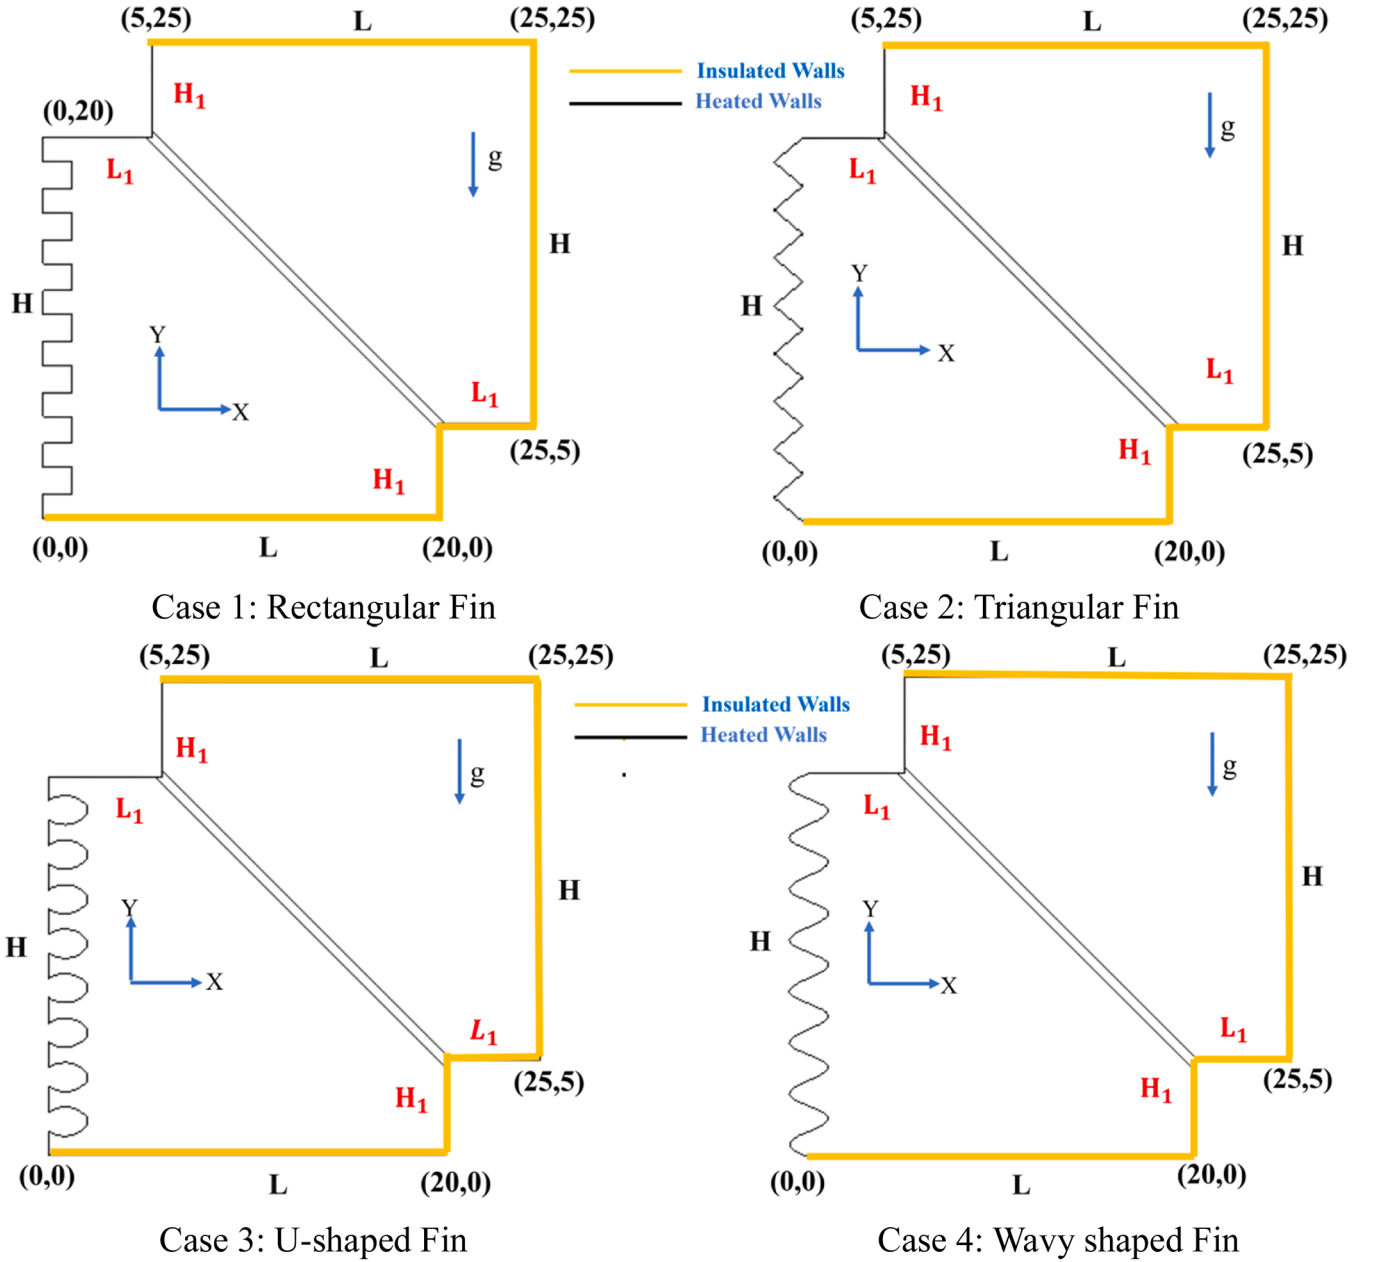 (5,25) L (25,25)
(5,25) L (25,25)
Insulated Walls
Heated Walls
H₁
(0,20)
L₁
g
H
H
Y
X
L₁
(25,5)
H₁
(0,0) L (20,0)
Case 1: Rectangular Fin
H₁
L₁
g
H
H
Y
X
L₁
H₁
(25,5)
(0,0) L (20,0)
Case 2: Triangular Fin
(5,25) L (25,25)
(5,25) L (25,25)
Insulated Walls
Heated Walls
H₁
L₁
g
H
H
Y
X
L₁
(25,5)
H₁
(0,0) L (20,0)
Case 3: U-shaped Fin
H₁
L₁
g
H
H
Y
X
L₁
(25,5)
H₁
(0,0) L (20,0)
Case 4: Wavy shaped Fin